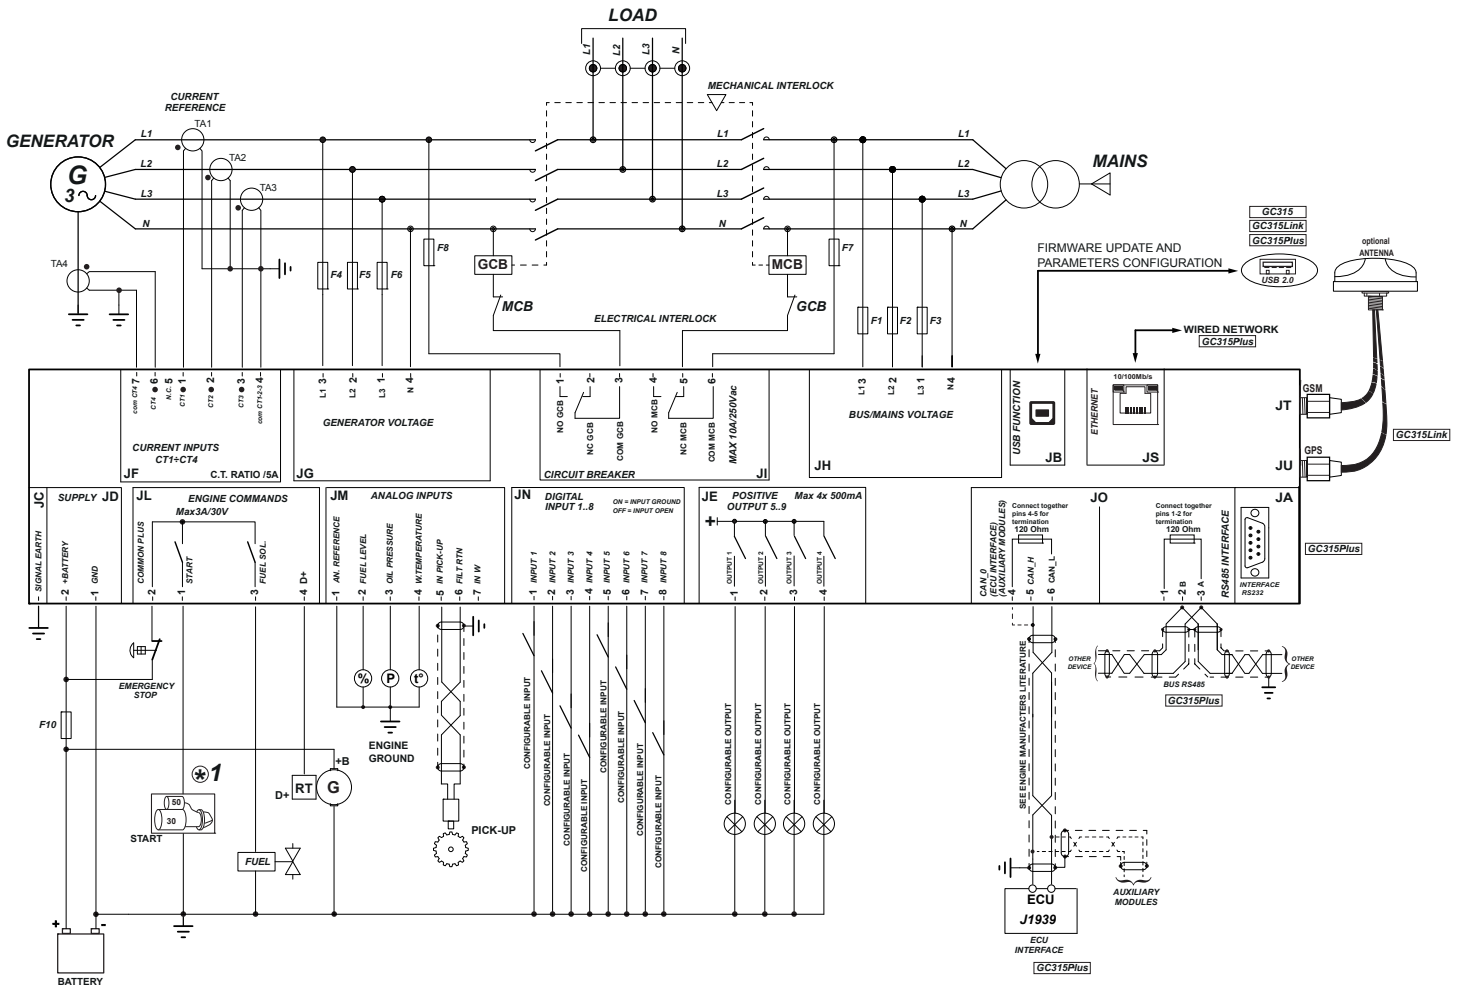 LOAD
L1
L2
L3
N
MECHANICAL INTERLOCK
CURRENT
REFERENCE
TA1
GENERATOR
L1
L1
L1
TA2
L2
L2
L2
G
3
MAINS
TA3
L3
L3
L3
N
N
N
TA4
F8
F7
GCB
MCB
F4
F5
F6
MCB
GCB
ELECTRICAL INTERLOCK
F1
F2
F3
FIRMWARE UPDATE AND
PARAMETERS CONFIGURATION
GC315
GC315Link
GC315Plus
USB 2.0
optional
ANTENNA
WIRED NETWORK
GC315Plus
com CT4 7
CT4 6
N.C. 5
CT1 1
CT2 2
CT3 3
com CT1-2-3 4
CURRENT INPUTS
CT1÷CT4
JF
C.T. RATIO /5A
L1 3
L2 2
L3 1
N 4
GENERATOR VOLTAGE
JG
1
2
3
4
5
6
NO GCB
NC GCB
COM GCB
NO MCB
NC MCB
COM MCB
MAX 10A/250Vac
CIRCUIT BREAKER
JI
L1 3
L2 2
L3 1
N 4
BUS/MAINS VOLTAGE
JH
USB FUNCTION
JB
10/100Mb/s
ETHERNET
JS
GSM
JT
GC315Link
GPS
JU
JC
SIGNAL EARTH
1
SUPPLY
JD
+BATTERY
2
GND
1
JL
ENGINE COMMANDS
Max3A/30V
COMMON PLUS
2
START
1
FUEL SOL.
3
D+
4
JM
ANALOG INPUTS
AN. REFERENCE
1
FUEL LEVEL
2
OIL PRESSURE
3
W.TEMPERATURE
4
IN PICK-UP
5
FILT RTN
6
IN W
7
JN
DIGITAL
INPUT 1..8
ON = INPUT GROUND
OFF = INPUT OPEN
INPUT 1
INPUT 2
INPUT 3
INPUT 4
INPUT 5
INPUT 6
INPUT 7
INPUT 8
1
2
3
4
5
6
7
8
JE
POSITIVE
OUTPUT 5..9
Max 4x 500mA
+
OUTPUT 1
OUTPUT 2
OUTPUT 3
OUTPUT 4
1
2
3
4
JO
CAN_0
(ECU INTERFACE)
(AUXILIARY MODULES)
Connect together
pins 4-5 for
termination
120 Ohm
CAN_H
CAN_L
4
5
6
Connect together
pins 1-2 for
termination
120 Ohm
1
2 B
3 A
RS485 INTERFACE
JA
INTERFACE
RS232
GC315Plus
EMERGENCY
STOP
F10
*1
50
30
START
FUEL
D+
RT
G
+B
%
P
t°
ENGINE
GROUND
PICK-UP
CONFIGURABLE INPUT
CONFIGURABLE INPUT
CONFIGURABLE INPUT
CONFIGURABLE INPUT
CONFIGURABLE INPUT
CONFIGURABLE INPUT
CONFIGURABLE INPUT
CONFIGURABLE INPUT
CONFIGURABLE OUTPUT
CONFIGURABLE OUTPUT
CONFIGURABLE OUTPUT
CONFIGURABLE OUTPUT
SEE ENGINE MANUFACTERS LITERATURE
OTHER
DEVICE
OTHER
DEVICE
BUS RS485
GC315Plus
x
x
AUXILIARY
MODULES
ECU
J1939
ECU
INTERFACE
GC315Plus
+
-
BATTERY